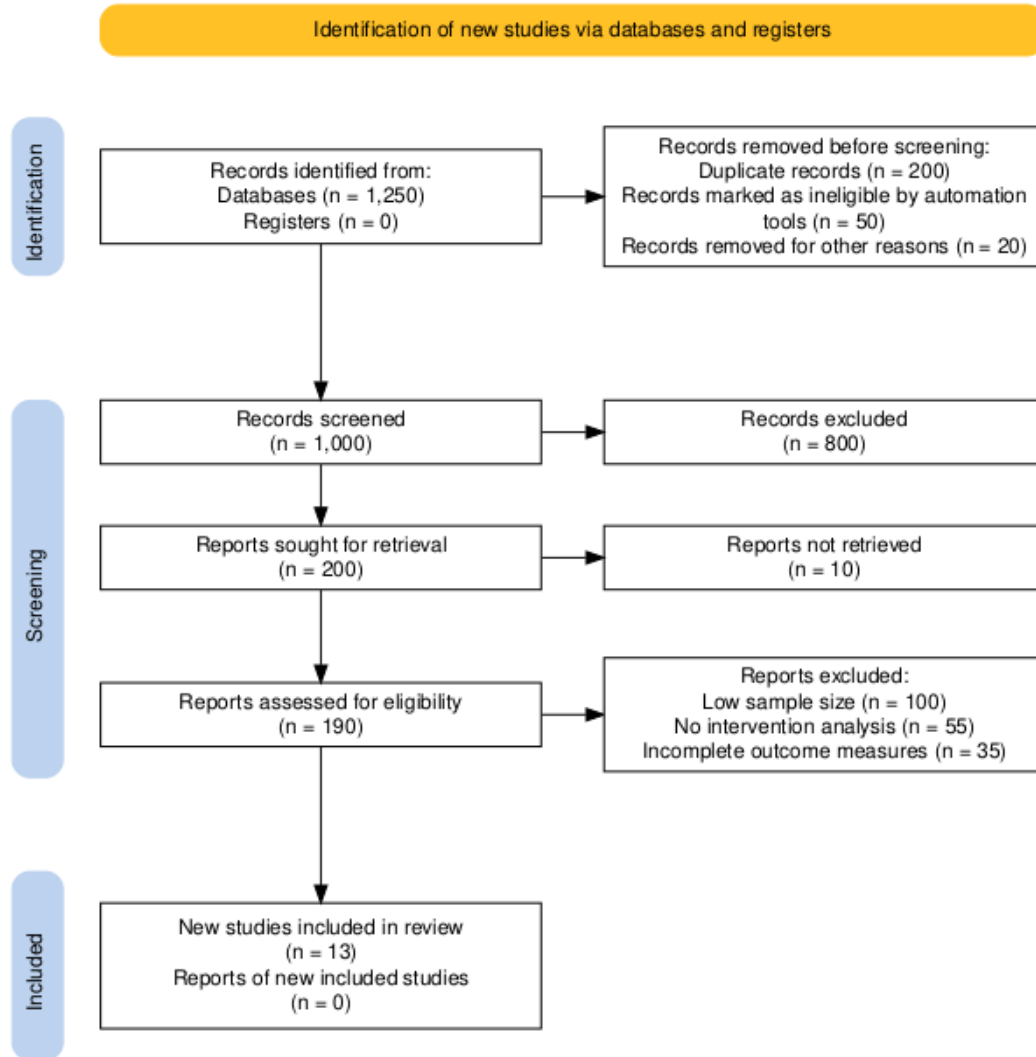 Identification of new studies via databases and registers
Identification
Records identified from:
Databases (n = 1,250)
Registers (n = 0)
Records removed before screening:
Duplicate records (n = 200)
Records marked as ineligible by automation
tools (n = 50)
Records removed for other reasons (n = 20)
Screening
Records screened
(n = 1,000)
Records excluded
(n = 800)
Reports sought for retrieval
(n = 200)
Reports not retrieved
(n = 10)
Reports assessed for eligibility
(n = 190)
Reports excluded:
Low sample size (n = 100)
No intervention analysis (n = 55)
Incomplete outcome measures (n = 35)
Included
New studies included in review
(n = 13)
Reports of new included studies
(n = 0)